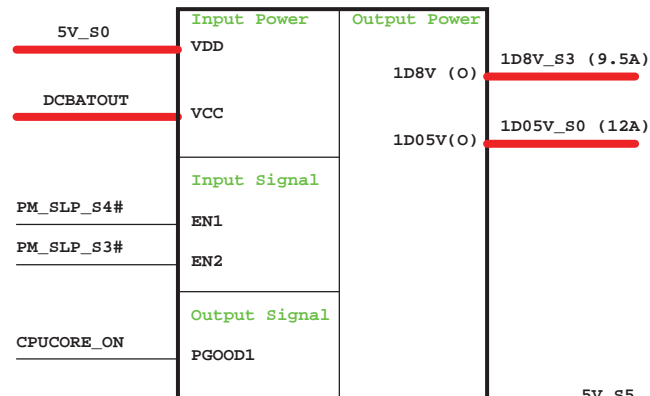 Input Power
Output Power
5V_S0
VDD
1D8V (O)
1D8V_S3 (9.5A)
DCBATOUT
VCC
1D05V(O)
1D05V_S0 (12A)
Input Signal
PM_SLP_S4#
EN1
PM_SLP_S3#
EN2
Output Signal
CPUCORE_ON
PGOOD1
5V_S5